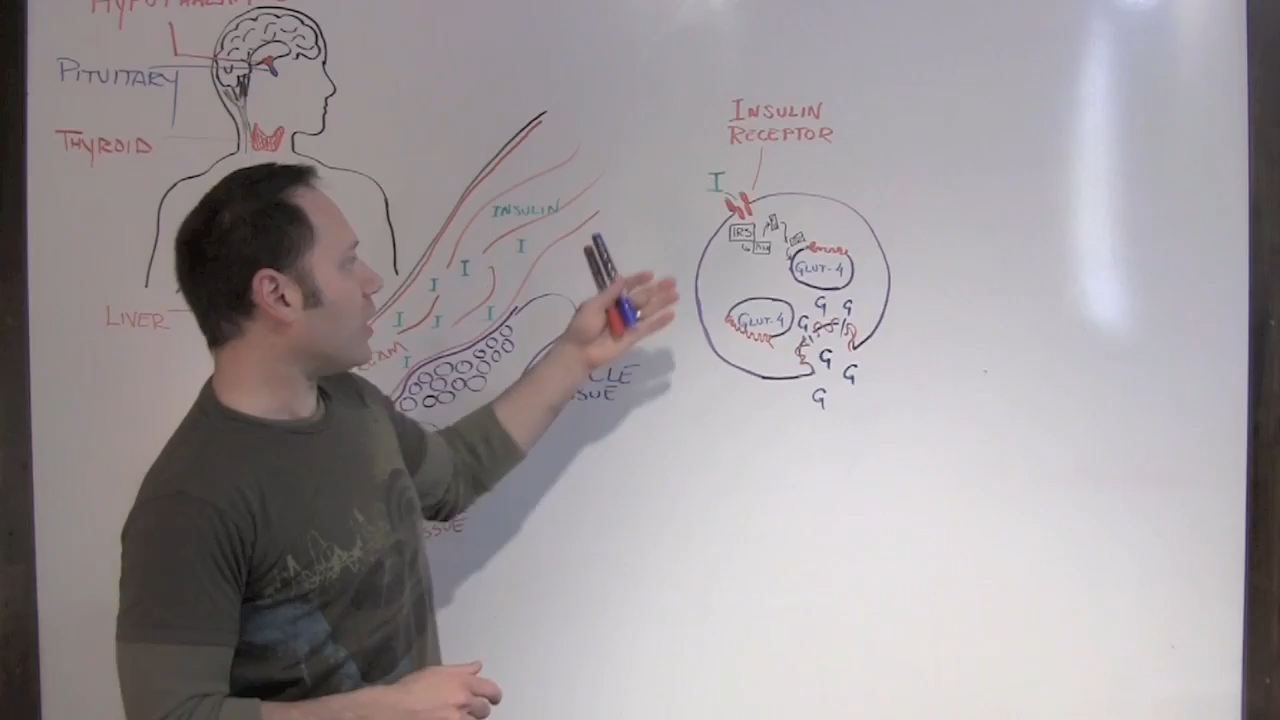 PITUITARY
THYROID
LIVER
INSULIN
I
I
I
I
I
I
I
INSULIN
RECEPTOR
I
IRS
GLUT-4
GLUT-4
G
G
G
G
G
G